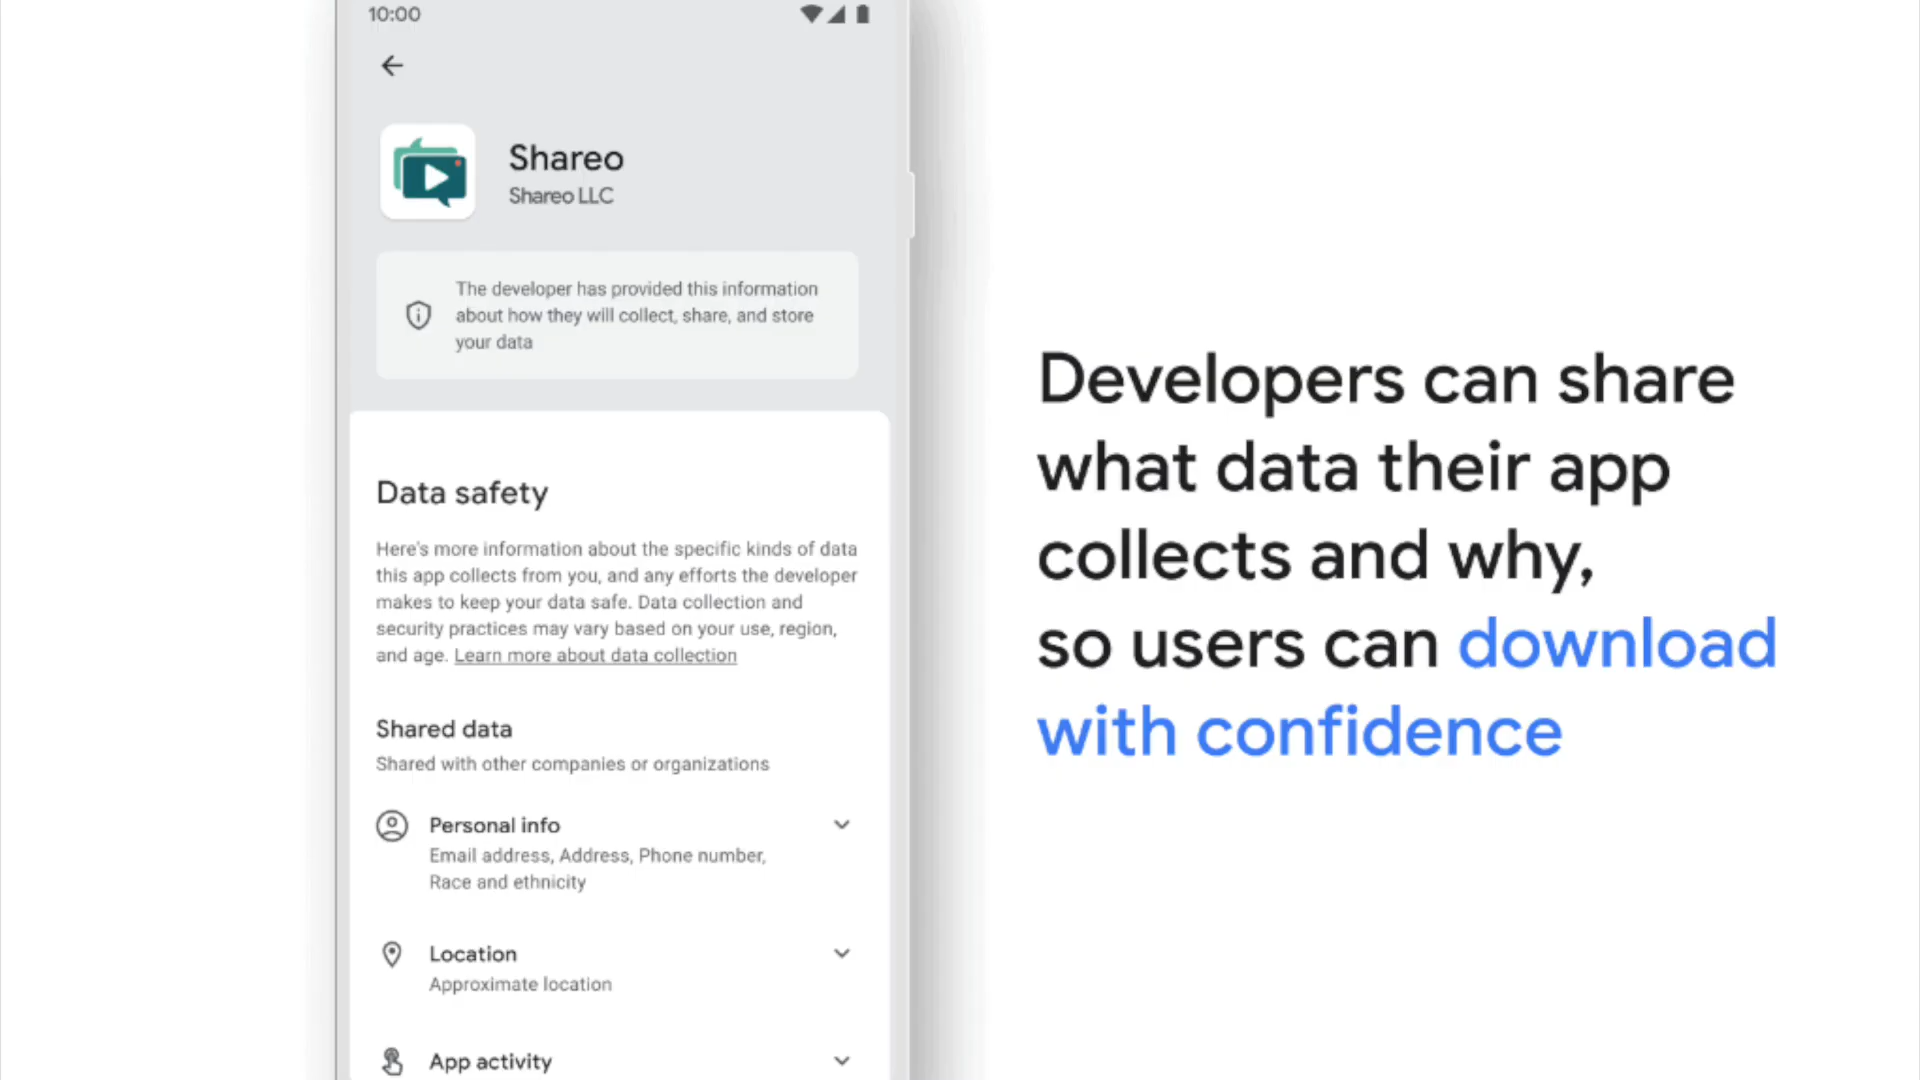 10:00
Shareo
Shareo LLC
The developer has provided this information
about how they will collect, share, and store
your data
Data safety
Here's more information about the specific kinds of data
this app collects from you, and any efforts the developer
makes to keep your data safe. Data collection and
security practices may vary based on your use, region,
and age. Learn more about data collection
Shared data
Shared with other companies or organizations
Personal info
Email address, Address, Phone number,
Race and ethnicity
Location
Approximate location
App activity
Developers can share
what data their app
collects and why,
so users can download
with confidence